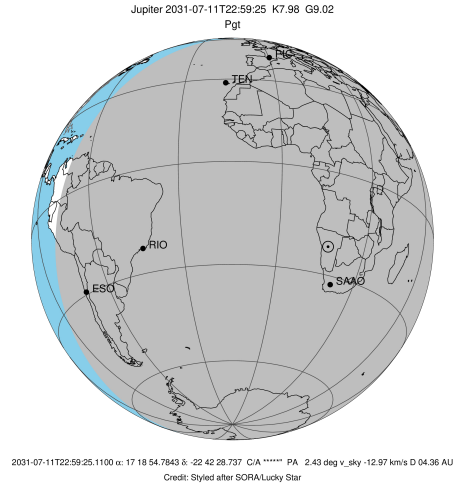 Jupiter 2031-07-11T22:59:25 K7.98 G9.02
Pgt
PIC
TEN
RIO
ESO
SAAO
2031-07-11T22:59:25.1100 α: 17 18 54.7843 δ: -22 42 28.737 C/A *****" PA 2.43 deg v_sky -12.97 km/s D 04.36 AU
Credit: Styled after SORA/Lucky Star